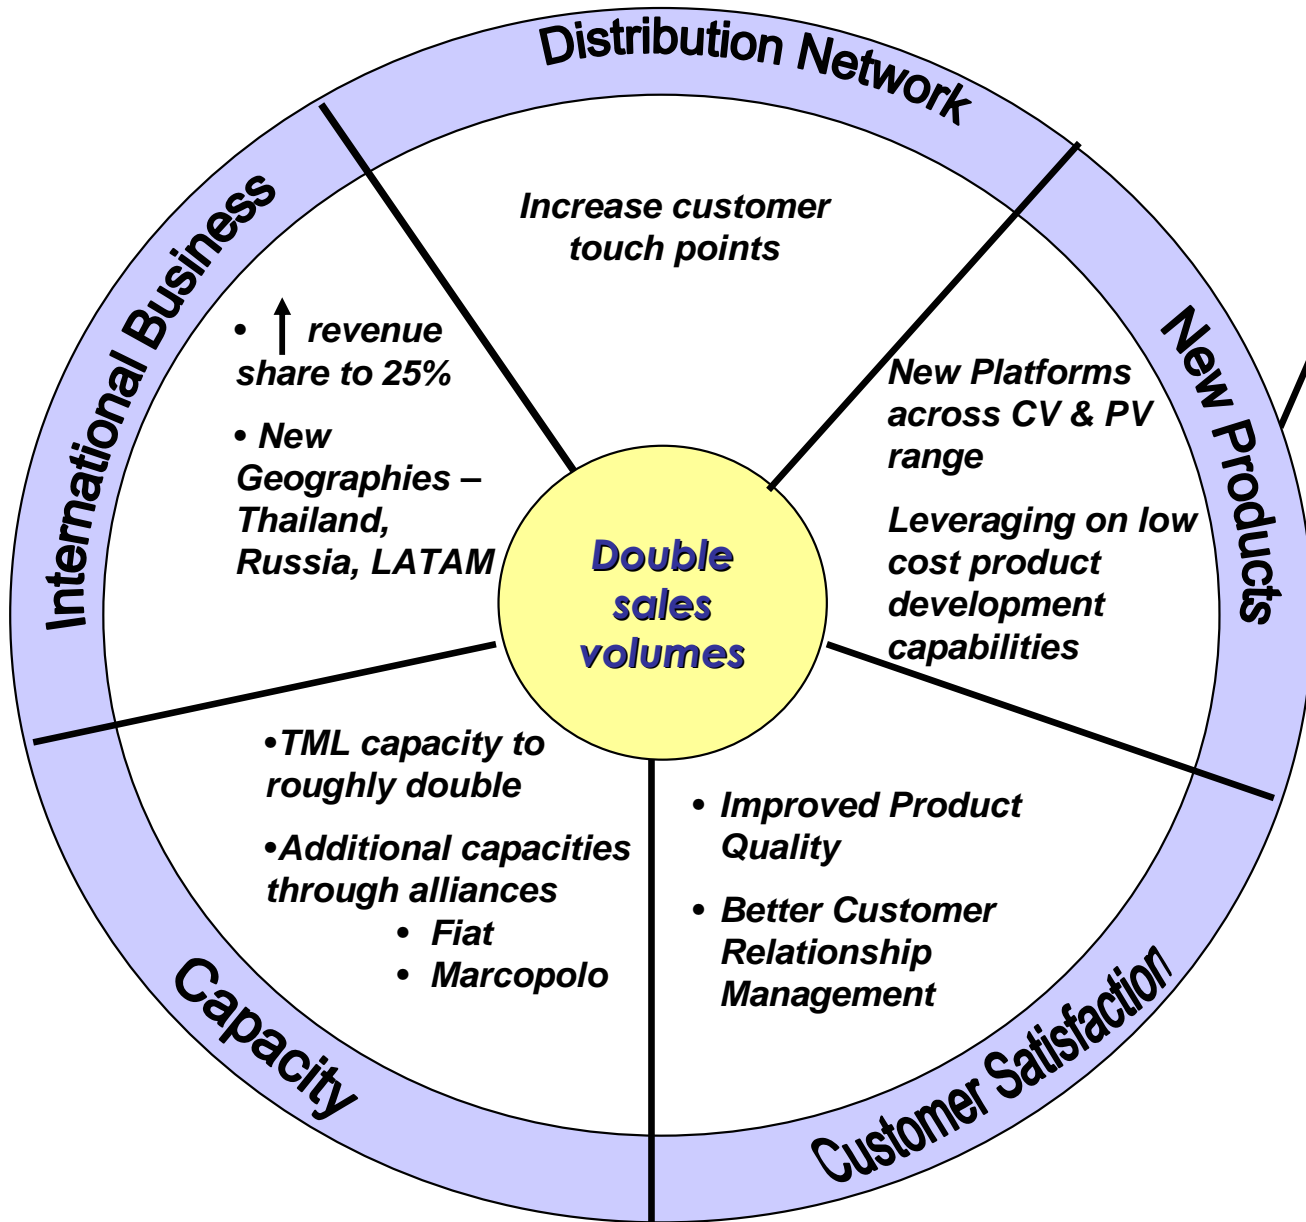 Distribution Network
Increase customer
touch points
International Business
• ↑ revenue
share to 25%
• New
Geographies –
Thailand,
Russia, LATAM
New Products
New Platforms
across CV & PV
range
Leveraging on low
cost product
development
capabilities
Double
sales
volumes
•TML capacity to
roughly double
•Additional capacities
through alliances
• Fiat
• Marcopolo
Capacity
• Improved Product
Quality
• Better Customer
Relationship
Management
Customer Satisfaction